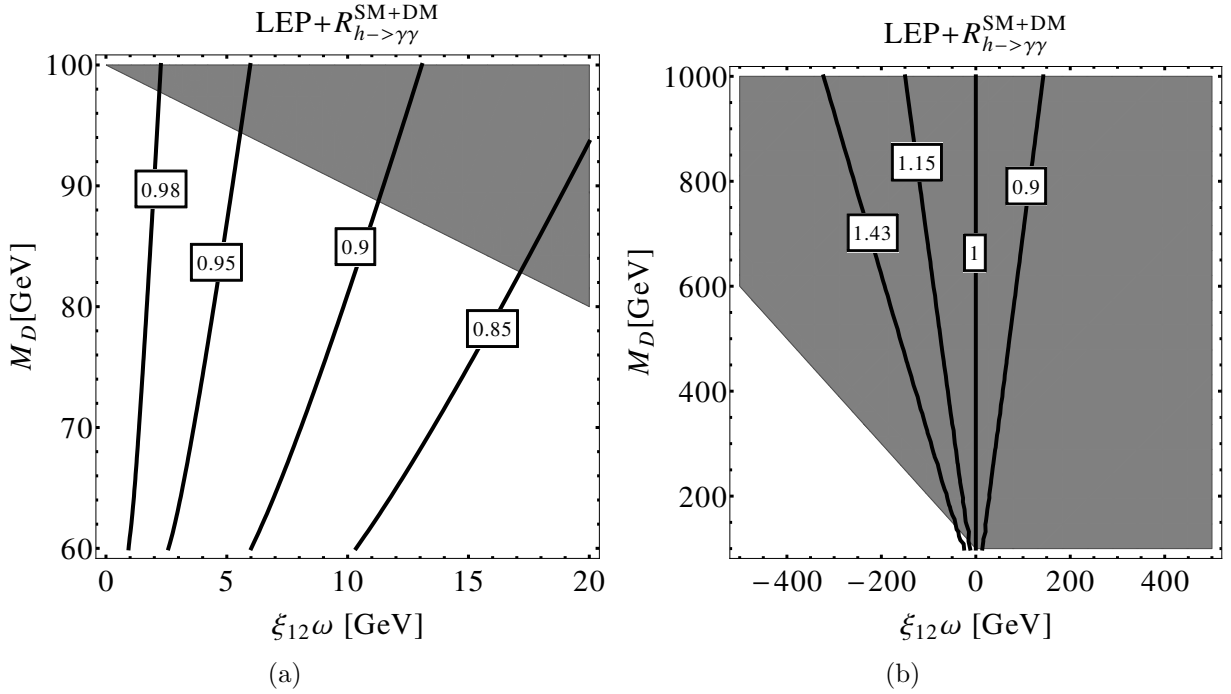 LEP+R^{SM+DM}_{h->γγ}
100
90
80
70
60
M_D[GeV]
0.98
0.95
0.9
0.85
0 5 10 15 20
ξ_{12}ω [GeV]
(a)
LEP+R^{SM+DM}_{h->γγ}
1000
800
600
400
200
M_D[GeV]
1.15
0.9
1.43
1
−400 −200 0 200 400
ξ_{12}ω [GeV]
(b)